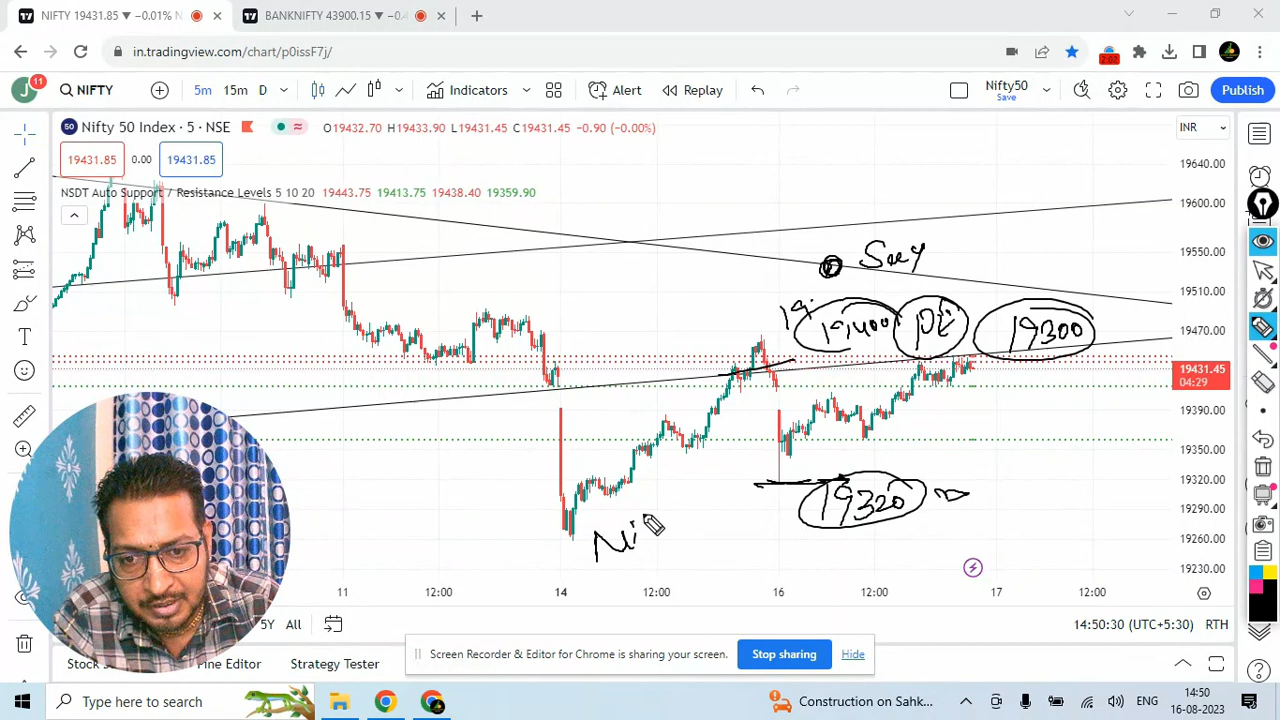 NIFTY 19431.85 ▼ −0.01% N
BANKNIFTY 43900.15 ▼ −0.4
in.tradingview.com/chart/p0issF7j/
2:02
J 11 NIFTY 5m 15m D Indicators Alert Replay Nifty50 Save Publish
Nifty 50 Index · 5 · NSE O19432.70 H19433.90 L19431.45 C19431.45 −0.90 (−0.00%)
INR
19431.85 0.00 19431.85
NSDT Auto Support / Resistance Levels 5 10 20 19443.75 19413.75 19438.40 19359.90
19640.00
19600.00
19550.00
19510.00
19470.00
19431.45
04:29
19390.00
19350.00
19320.00
19290.00
19260.00
19230.00
19,400 pe 19300
19320
Ni
11 12:00 14 12:00 16 12:00 17 12:00
5Y All
14:50:30 (UTC+5:30) RTH
Pine Editor Strategy Tester
Screen Recorder & Editor for Chrome is sharing your screen. Stop sharing Hide
Type here to search
Construction on Sahk...
ENG
14:50
16-08-2023